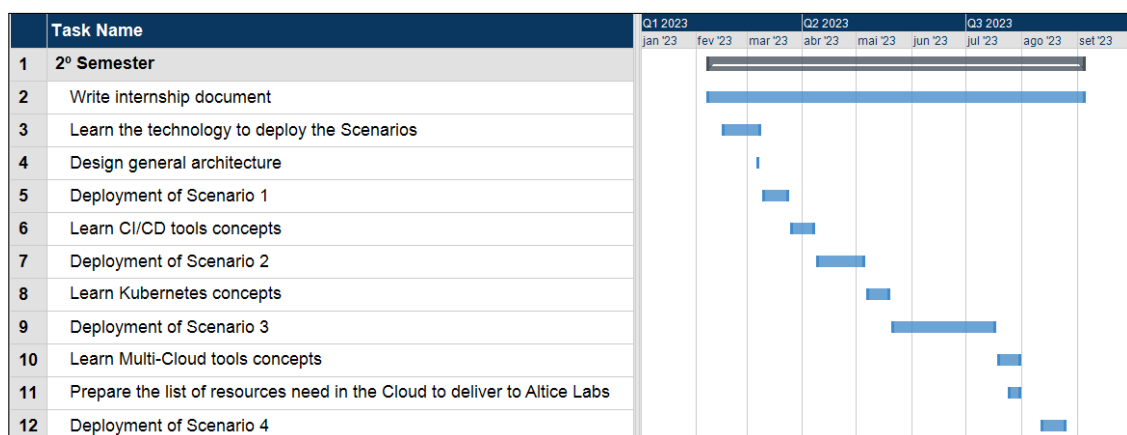 Task Name
Q1 2023 Q2 2023 Q3 2023
jan '23 fev '23 mar '23 abr '23 mai '23 jun '23 jul '23 ago '23 set '23
1 2º Semester
2 Write internship document
3 Learn the technology to deploy the Scenarios
4 Design general architecture
5 Deployment of Scenario 1
6 Learn CI/CD tools concepts
7 Deployment of Scenario 2
8 Learn Kubernetes concepts
9 Deployment of Scenario 3
10 Learn Multi-Cloud tools concepts
11 Prepare the list of resources need in the Cloud to deliver to Altice Labs
12 Deployment of Scenario 4